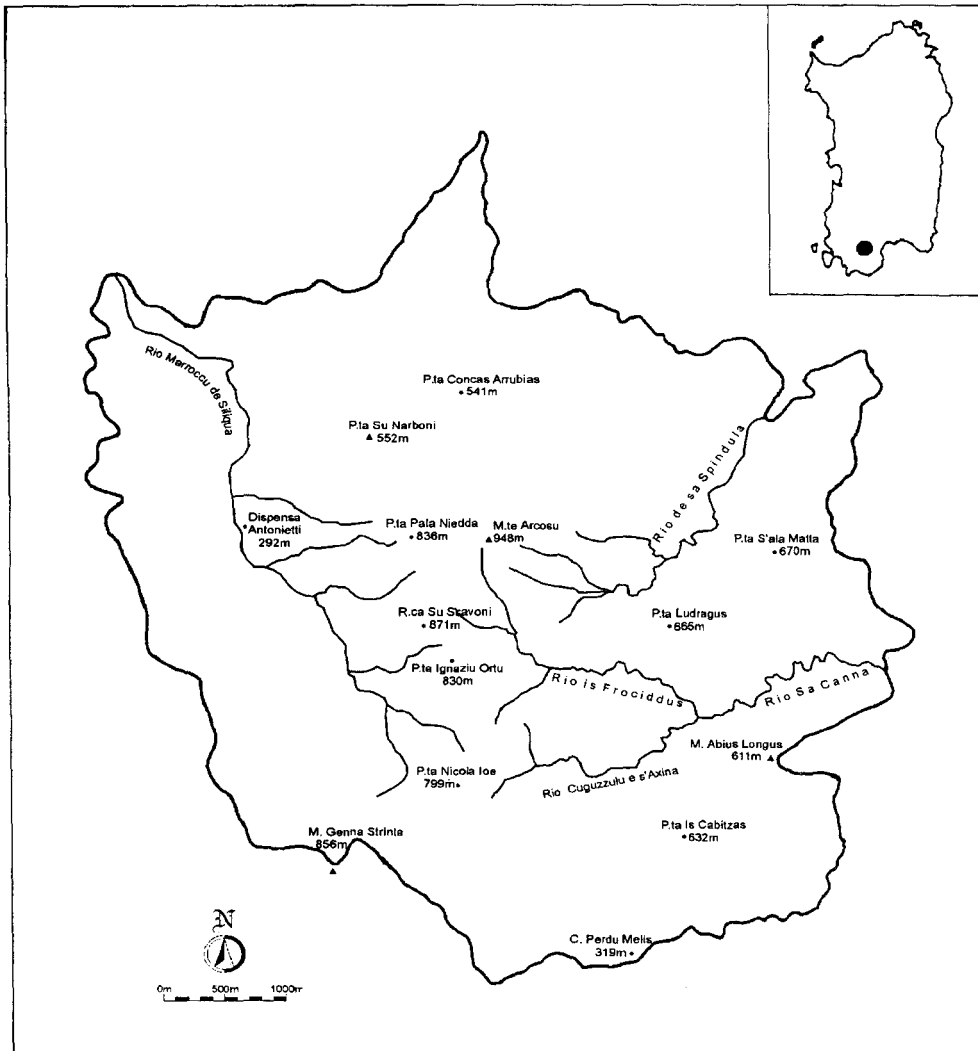 Rio Marroccu de Siliqua
P.ta Concas Arrubias
541m
P.ta Su Narboni
552m
Rio de sa Spindula
Dispensa
Antonietti
292m
P.ta Pala Niedda
836m
M.te Arcosu
948m
P.ta S'ala Matta
670m
R.ca Su Scavoni
871m
P.ta Ludragus
665m
P.ta Ignaziu Ortu
830m
Rio is Frociddus
Rio Sa Canna
M. Abius Longus
611m
P.ta Nicola Ioe
799m
Rio Cuguzzulu e s'Axina
M. Genna Strinta
856m
P.ta Is Cabitzas
632m
N
C. Perdu Melis
319m
0m 500m 1000m